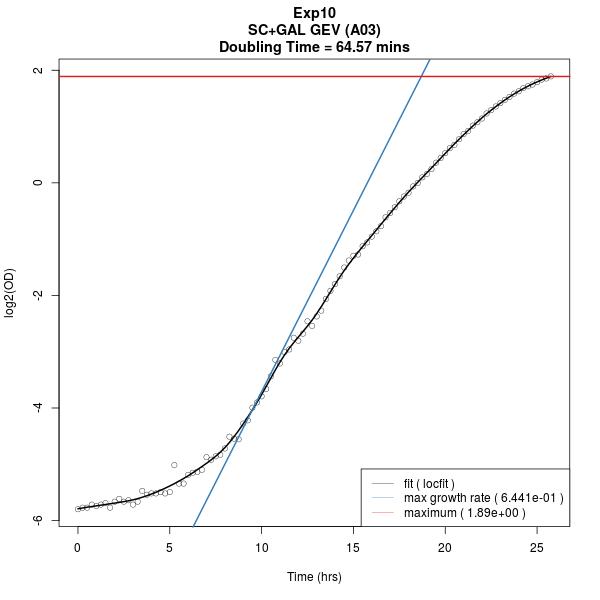 Exp10
SC+GAL GEV (A03)
Doubling Time = 64.57 mins
log2(OD)
2
0
-2
-4
-6
fit ( locfit )
max growth rate ( 6.441e-01 )
maximum ( 1.89e+00 )
0 5 10 15 20 25
Time (hrs)